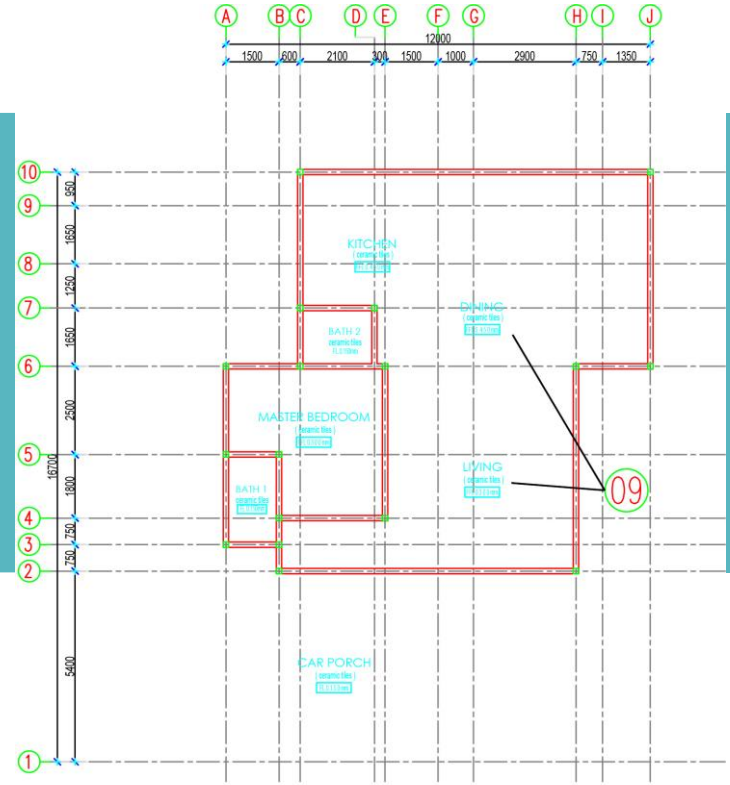 A B C D E F G H I J
12000
1500 600 2100 300 1500 1000 2900 750 1350
10
950
9
1650
8
1250
7
1650
6
2500
5
16700
1800
4
750
3
750
2
5400
1
KITCHEN
( ceramic tiles )
DINING
( ceramic tiles )
BATH 2
ceramic tiles
MASTER BEDROOM
( ceramic tiles )
LIVING
( ceramic tiles )
09
BATH 1
ceramic tiles
CAR PORCH
( ceramic tiles )